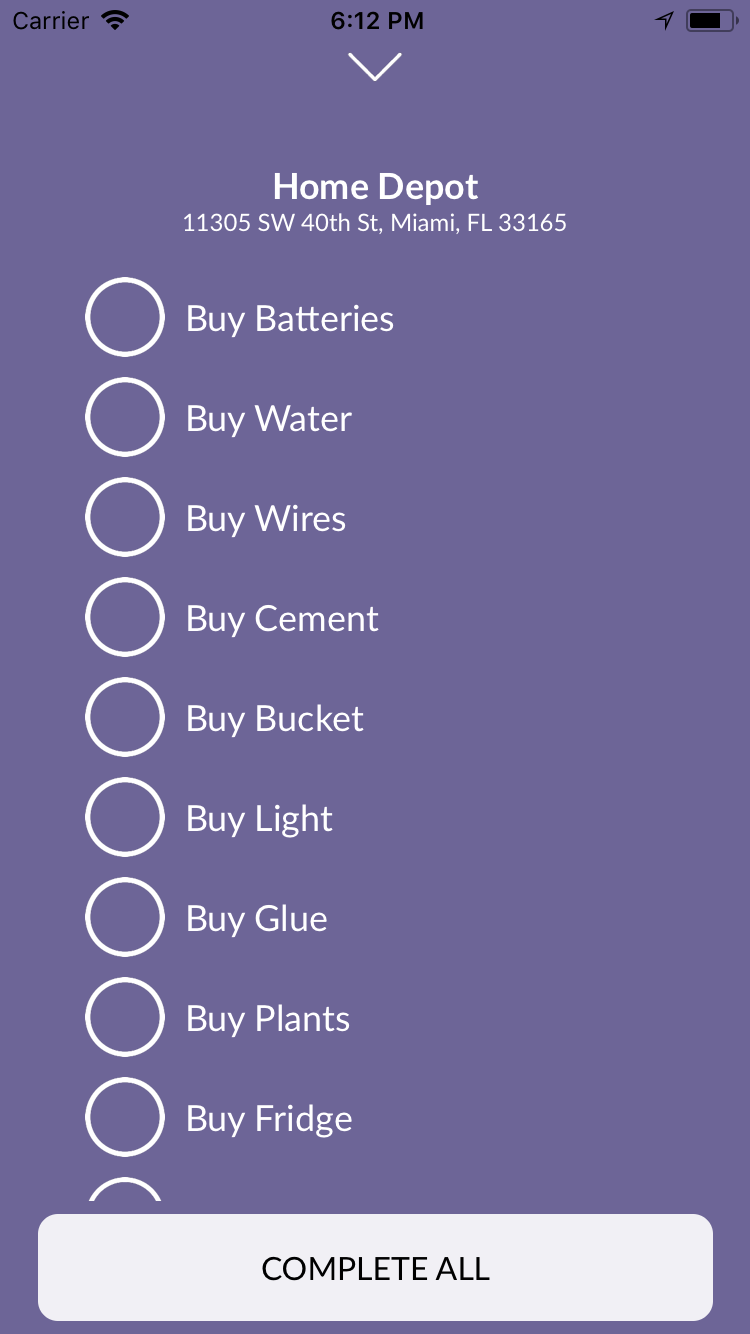 Carrier 6:12 PM
Home Depot
11305 SW 40th St, Miami, FL 33165
Buy Batteries
Buy Water
Buy Wires
Buy Cement
Buy Bucket
Buy Light
Buy Glue
Buy Plants
Buy Fridge
COMPLETE ALL